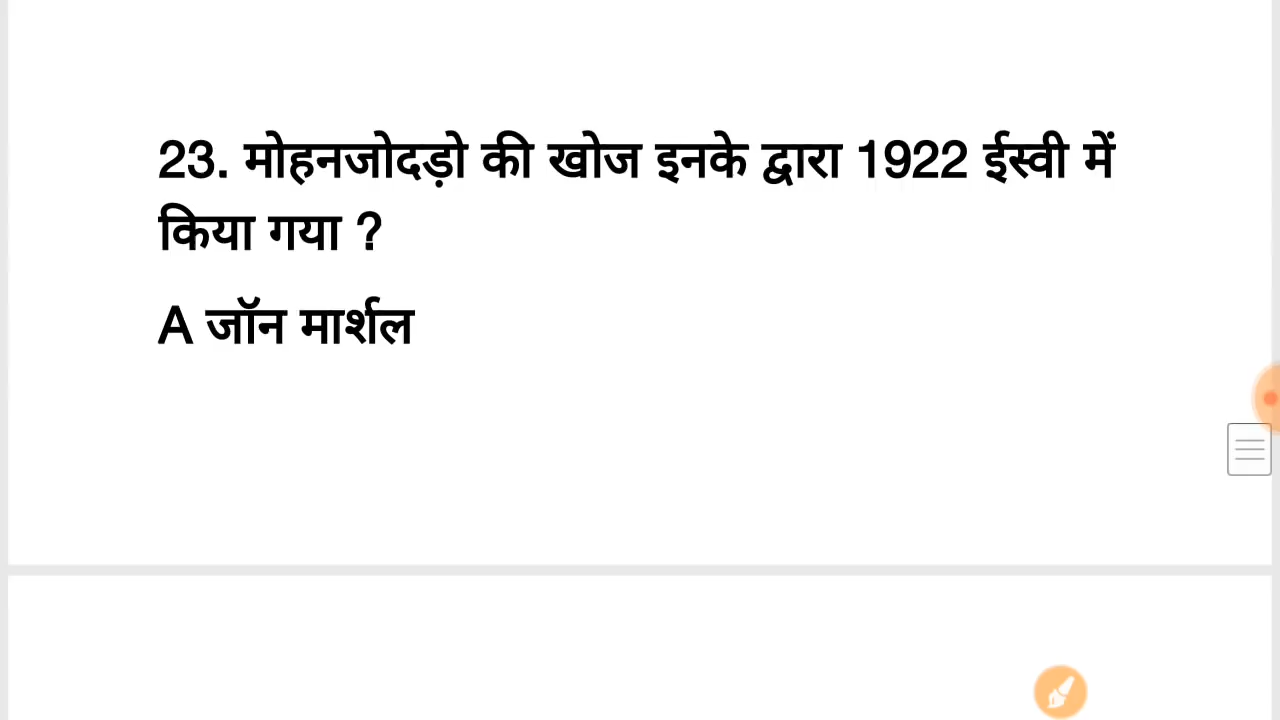 23. मोहनजोदड़ो की खोज इनके द्वारा 1922 ईस्वी में
किया गया ?
A जॉन मार्शल